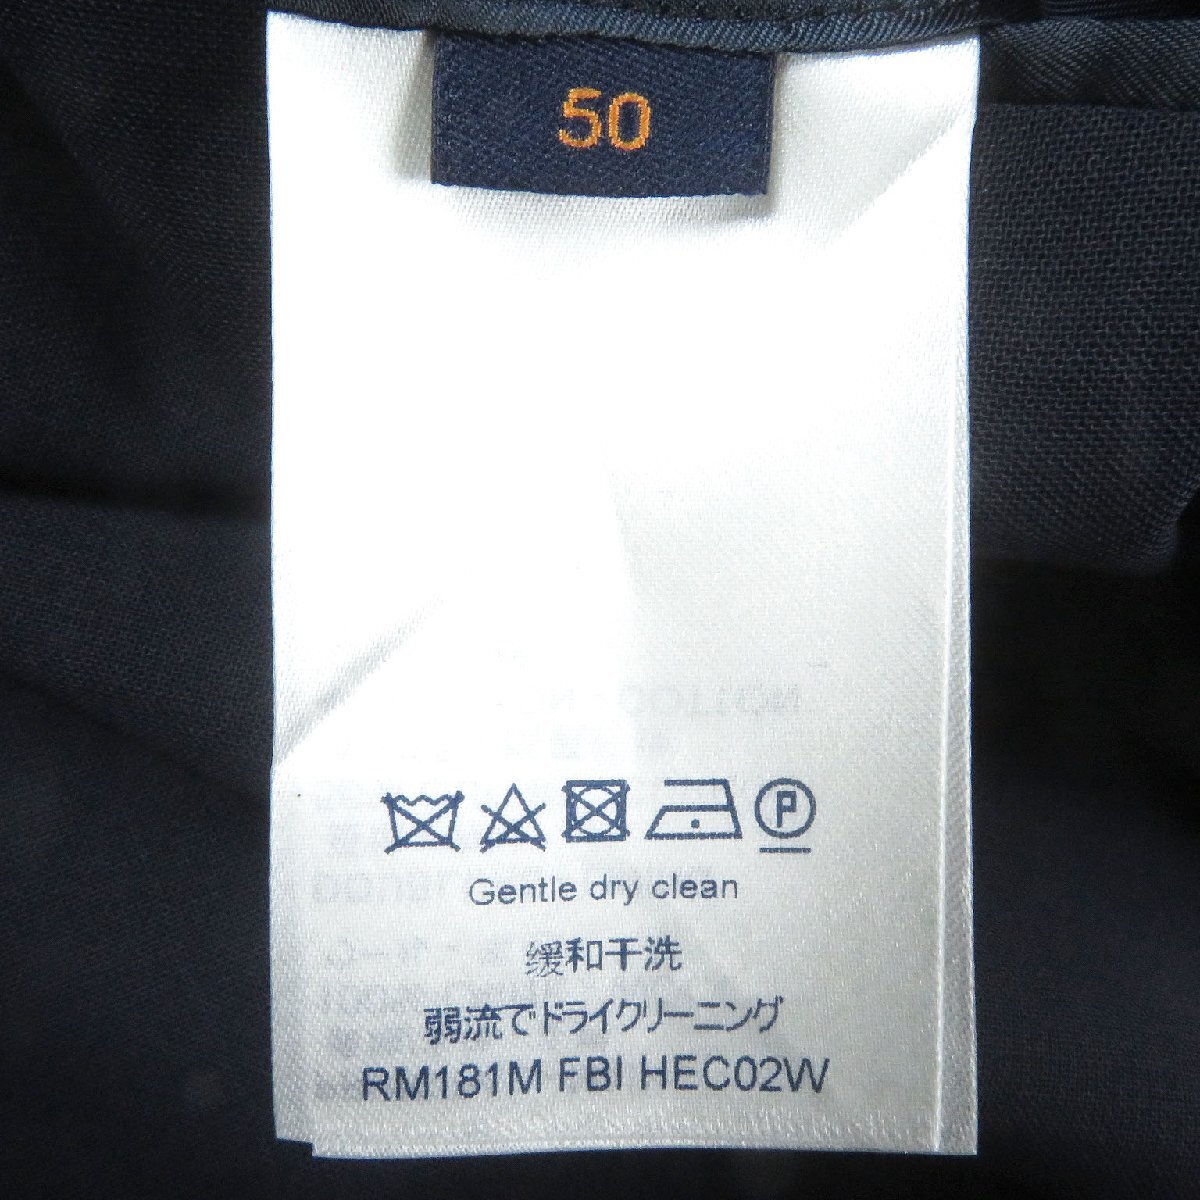 50
P
Gentle dry clean
缓和干洗
弱流でドライクリーニング
RM181M FBI HEC02W